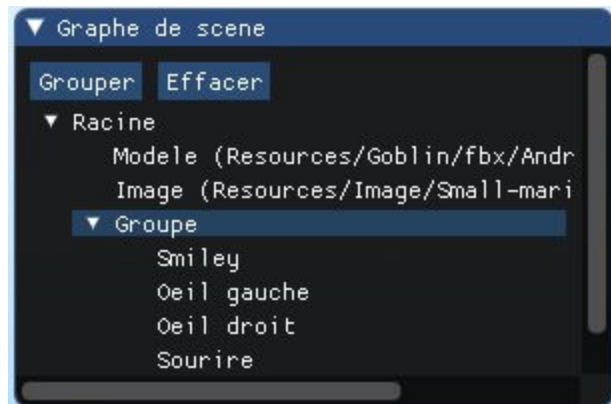 Graphe de scene
Grouper Effacer
Racine
Modele (Resources/Goblin/fbx/Andr
Image (Resources/Image/Small-mari
Groupe
Smiley
Oeil gauche
Oeil droit
Sourire